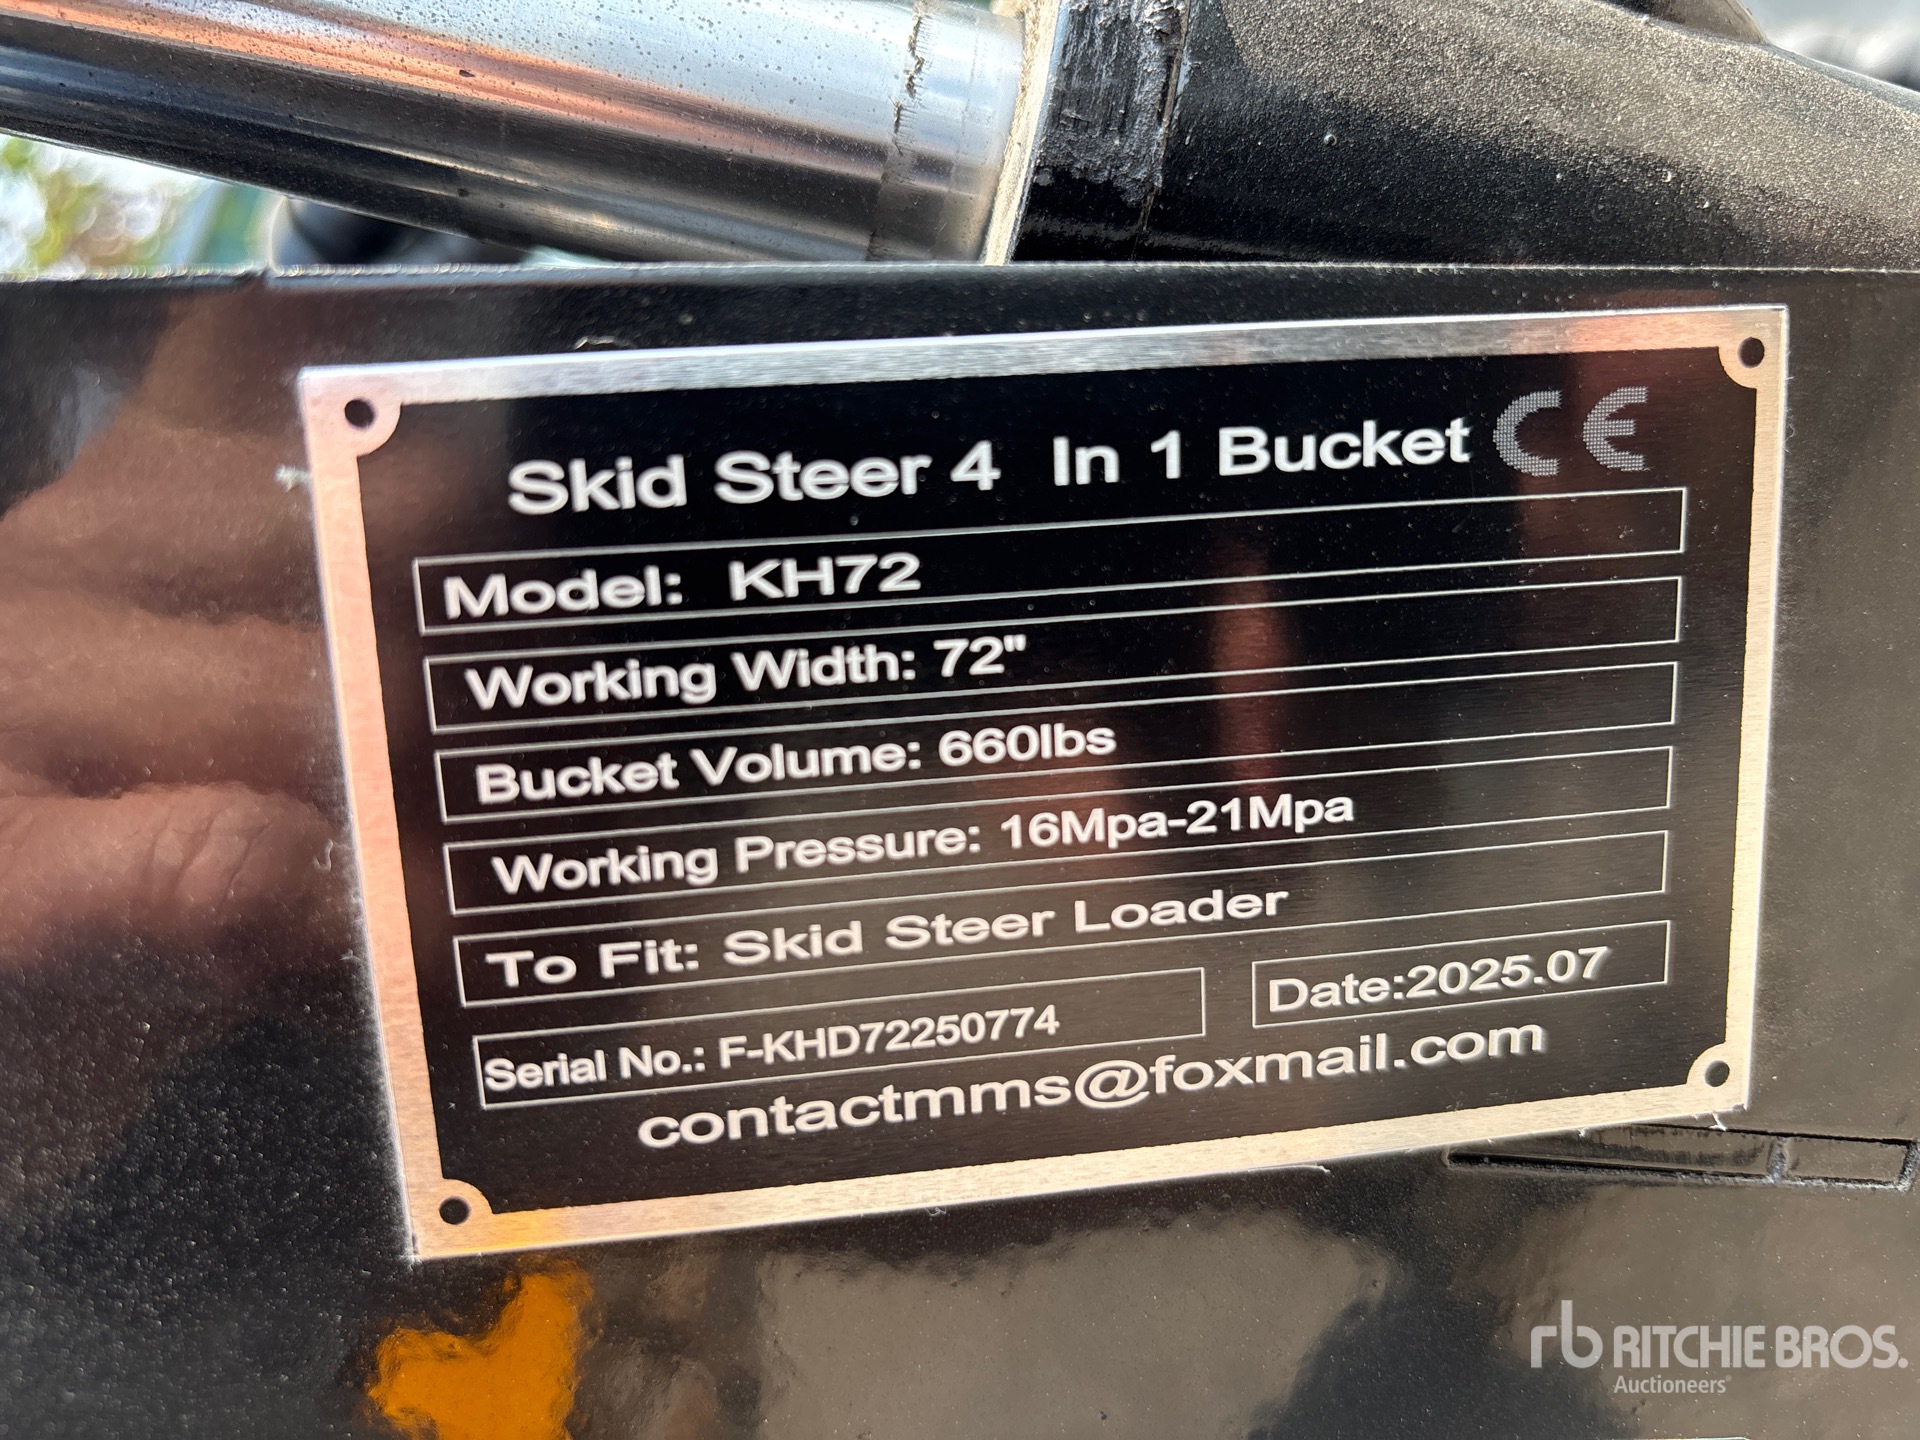 Skid Steer 4 In 1 Bucket CE
Model: KH72
Working Width: 72"
Bucket Volume: 660lbs
Working Pressure: 16Mpa-21Mpa
To Fit: Skid Steer Loader
Serial No.: F-KHD72250774
Date:2025.07
contactmms@foxmail.com
rb RITCHIE BROS.
Auctioneers